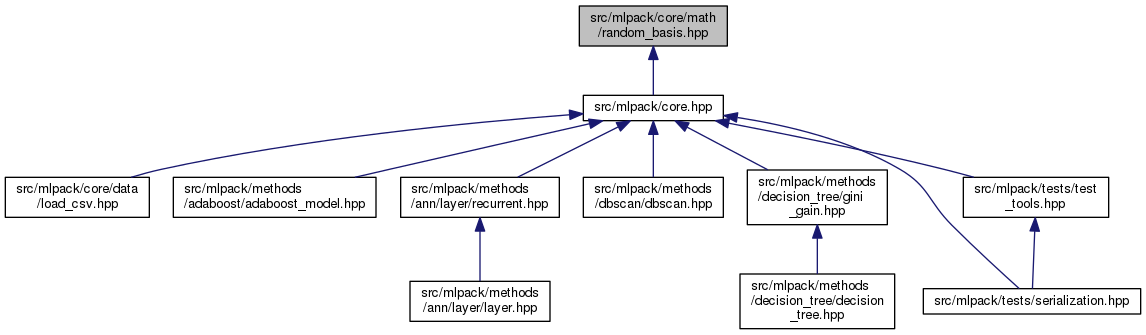 src/mlpack/core/math
/random_basis.hpp
src/mlpack/core.hpp
src/mlpack/core/data
/load_csv.hpp
src/mlpack/methods
/adaboost/adaboost_model.hpp
src/mlpack/methods
/ann/layer/recurrent.hpp
src/mlpack/methods
/dbscan/dbscan.hpp
src/mlpack/methods
/decision_tree/gini
_gain.hpp
src/mlpack/tests/test
_tools.hpp
src/mlpack/methods
/ann/layer/layer.hpp
src/mlpack/methods
/decision_tree/decision
_tree.hpp
src/mlpack/tests/serialization.hpp